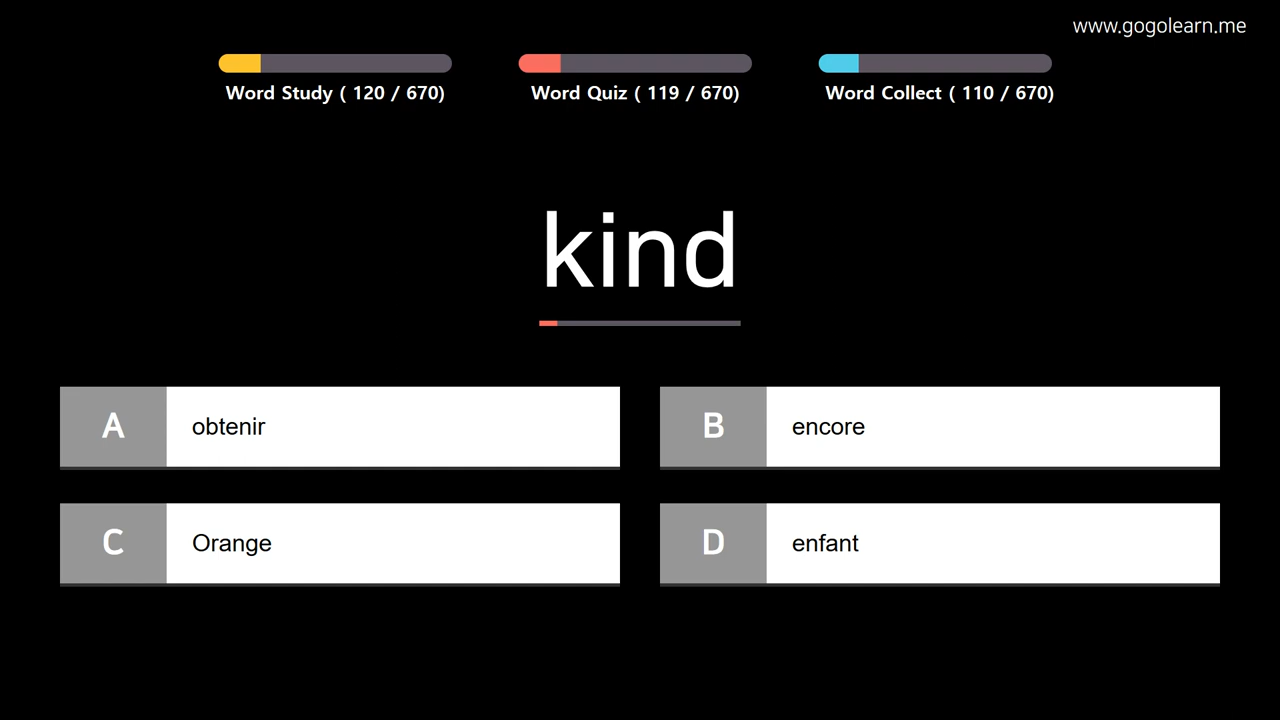 www.gogolearn.me
Word Study ( 120 / 670)
Word Quiz ( 119 / 670)
Word Collect ( 110 / 670)
kind
A obtenir
B encore
C Orange
D enfant